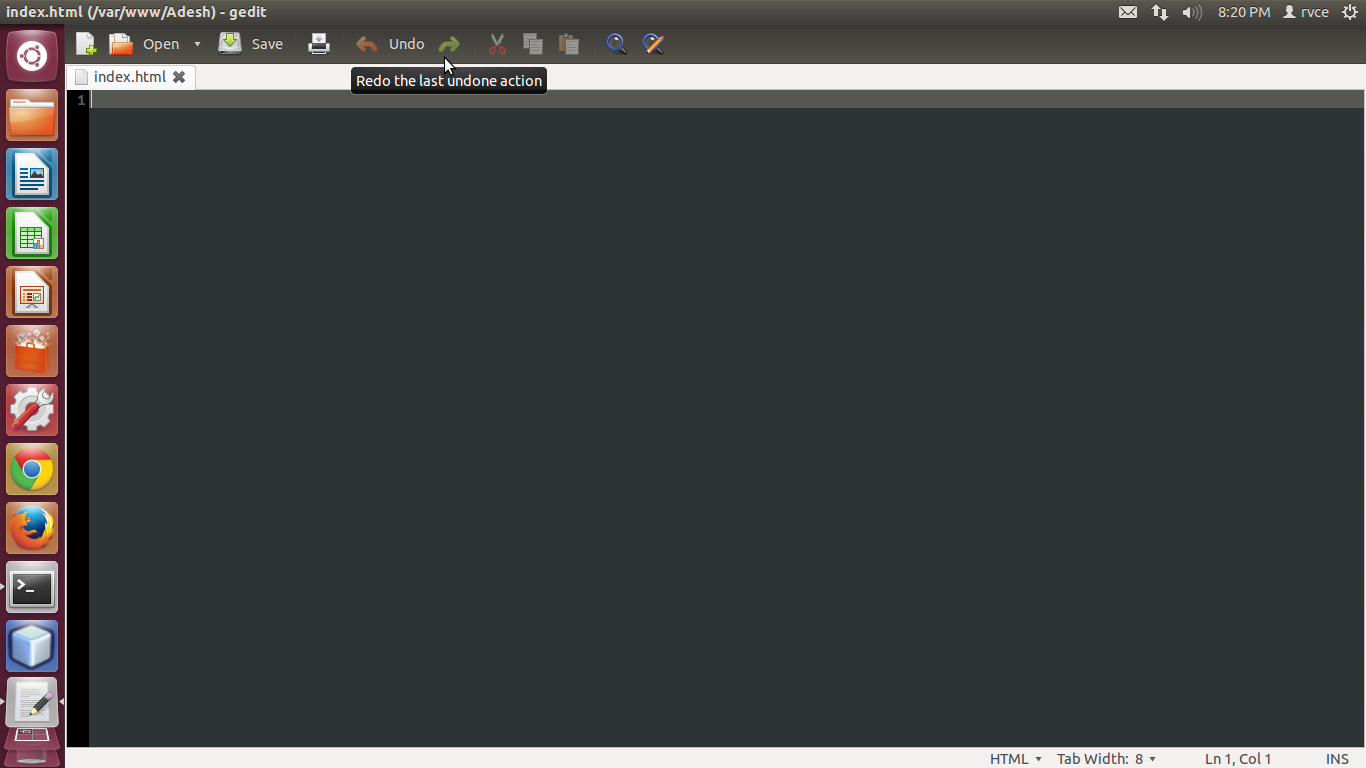 index.html (/var/www/Adesh) - gedit
8:20 PM rvce
Open Save Undo
index.html
Redo the last undone action
1
HTML Tab Width: 8 Ln 1, Col 1 INS